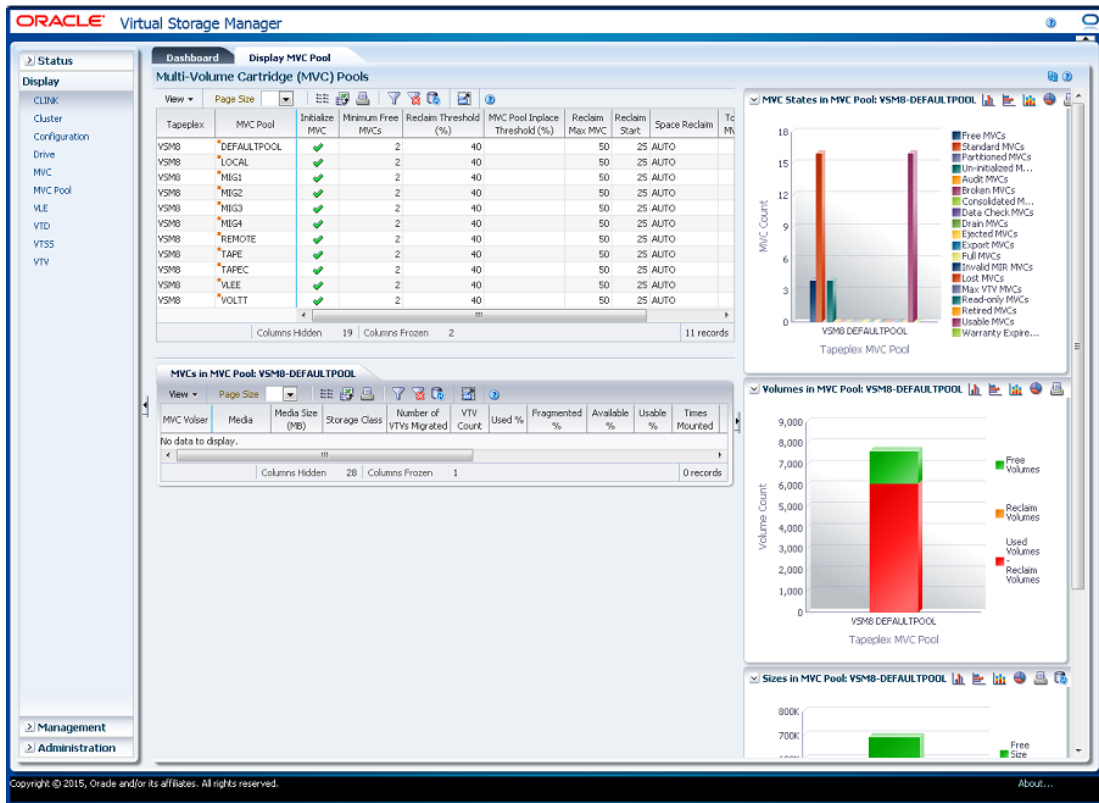 ORACLE® Virtual Storage Manager
Status
Display
CLINK
Cluster
Configuration
Drive
MVC
MVC Pool
VLE
VTD
VTSS
VTV
Management
Administration
Dashboard Display MVC Pool
Multi-Volume Cartridge (MVC) Pools
View Page Size
Tapeplex MVC Pool Initialize MVC Minimum Free MVCs Reclaim Threshold (%) MVC Pool Inplace Threshold (%) Reclaim Max MVC Reclaim Start Space Reclaim
VSM8 DEFAULTPOOL 2 40 50 25 AUTO
VSM8 LOCAL 2 40 50 25 AUTO
VSM8 MIG1 2 40 50 25 AUTO
VSM8 MIG2 2 40 50 25 AUTO
VSM8 MIG3 2 40 50 25 AUTO
VSM8 MIG4 2 40 50 25 AUTO
VSM8 REMOTE 2 40 50 25 AUTO
VSM8 TAPE 2 40 50 25 AUTO
VSM8 TAPEC 2 40 50 25 AUTO
VSM8 VLEE 2 40 50 25 AUTO
VSM8 VOLTT 2 40 50 25 AUTO
Columns Hidden 19 Columns Frozen 2 11 records
MVCs in MVC Pool: VSM8-DEFAULTPOOL
View Page Size
MVC Volser Media Media Size (MB) Storage Class Number of VTVs Migrated VTV Count Used % Fragmented % Available % Usable % Times Mounted
No data to display.
Columns Hidden 28 Columns Frozen 1 0 records
MVC States in MVC Pool: VSM8-DEFAULTPOOL
18
15
12
9
6
3
0
MVC Count
VSM8 DEFAULTPOOL
Tapeplex MVC Pool
Free MVCs
Standard MVCs
Partitioned MVCs
Un-initialized M...
Audit MVCs
Broken MVCs
Consolidated M...
Data Check MVCs
Drain MVCs
Ejected MVCs
Export MVCs
Full MVCs
Invalid MIR MVCs
Lost MVCs
Max VTV MVCs
Read-only MVCs
Retired MVCs
Usable MVCs
Warranty Expire...
Volumes in MVC Pool: VSM8-DEFAULTPOOL
9,000
8,000
7,000
6,000
5,000
4,000
3,000
2,000
1,000
0
Volume Count
VSM8 DEFAULTPOOL
Tapeplex MVC Pool
Free
Volumes
Reclaim
Volumes
Used
Volumes
-
Reclaim
Volumes
Sizes in MVC Pool: VSM8-DEFAULTPOOL
800K
700K
Free
Size
Copyright © 2015, Oracle and/or its affiliates. All rights reserved. About...